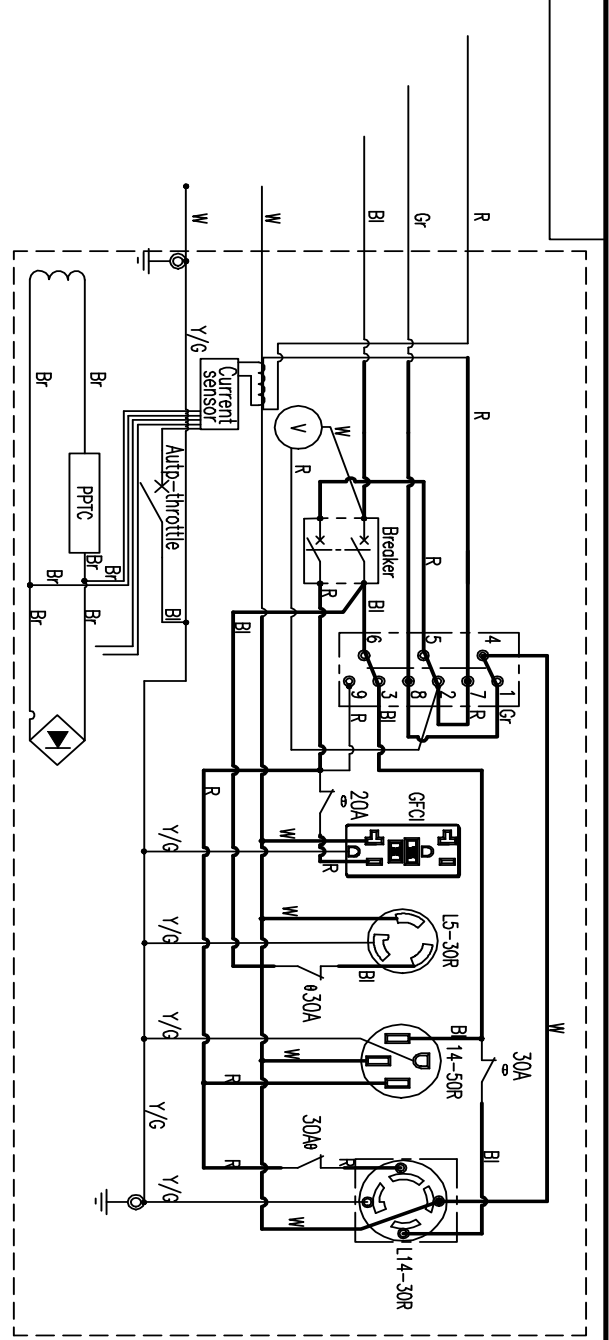 R
Gr
Bl
W
W
R
Y/G
Current
sensor
V
W
R
Br
Br
PPTC
Autp-throttle
Br
Br
Br
Br
Br
Bl
Breaker
R
R
Bl
Bl
4
5
6
1
7
2
8
3
9
Gr
R
Bl
R
R
20A
GFCI
W
R
Y/G
L5-30R
W
Y/G
Bl
30A
14-50R
Bl
W
R
Y/G
30A
W
Bl
30A
R
R
Y/G
Y/G
W
L14-30R